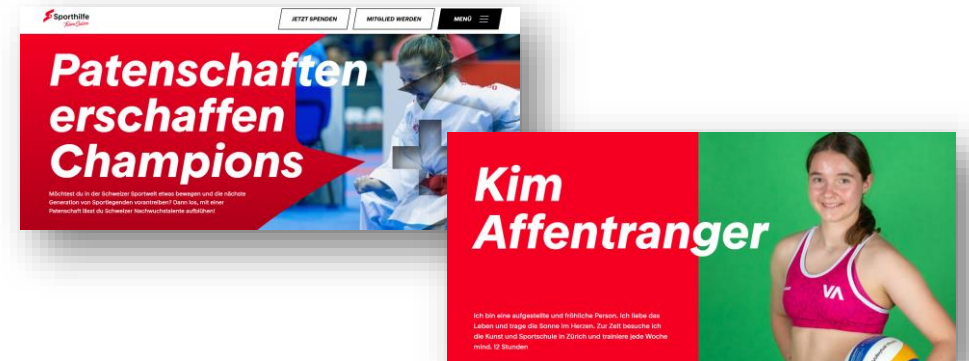 Sporthilfe
Team Suisse
JETZT SPENDEN
MITGLIED WERDEN
MENÜ
Patenschaften
erschaffen
Champions
Möchtest du in der Schweizer Sportwelt etwas bewegen und die nächste
Generation von Sportlegenden vorantreiben? Dann los, mit einer
Patenschaft lässt du Schweizer Nachwuchstalente aufblühen!
Kim
Affentranger
Ich bin eine aufgestellte und fröhliche Person. Ich liebe das
Leben und trage die Sonne im Herzen. Zur Zeit besuche ich
die Kunst und Sportschule in Zürich und trainiere jede Woche
mind. 12 Stunden
VA